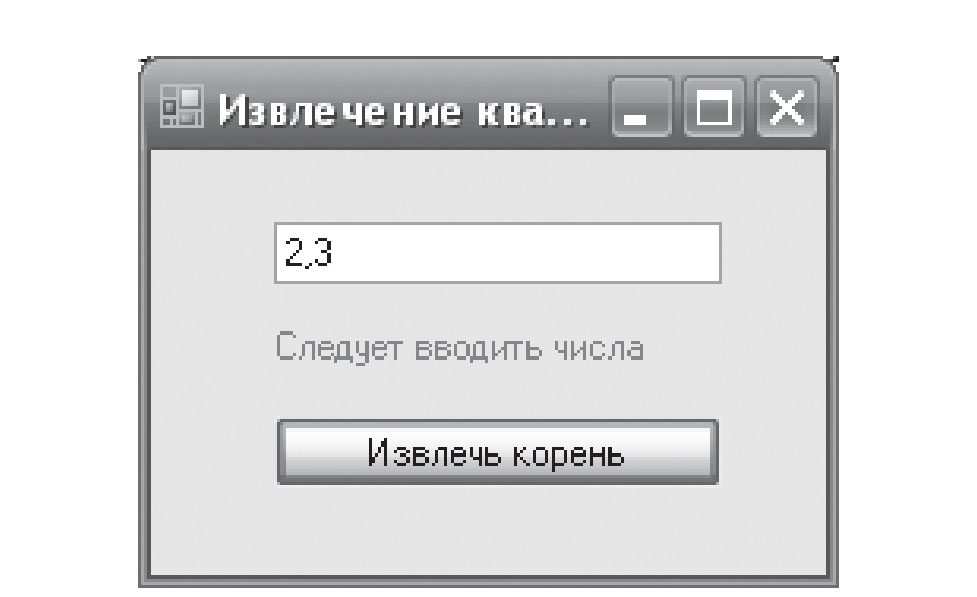 Извлечение ква...
2,3
Следует вводить числа
Извлечь корень